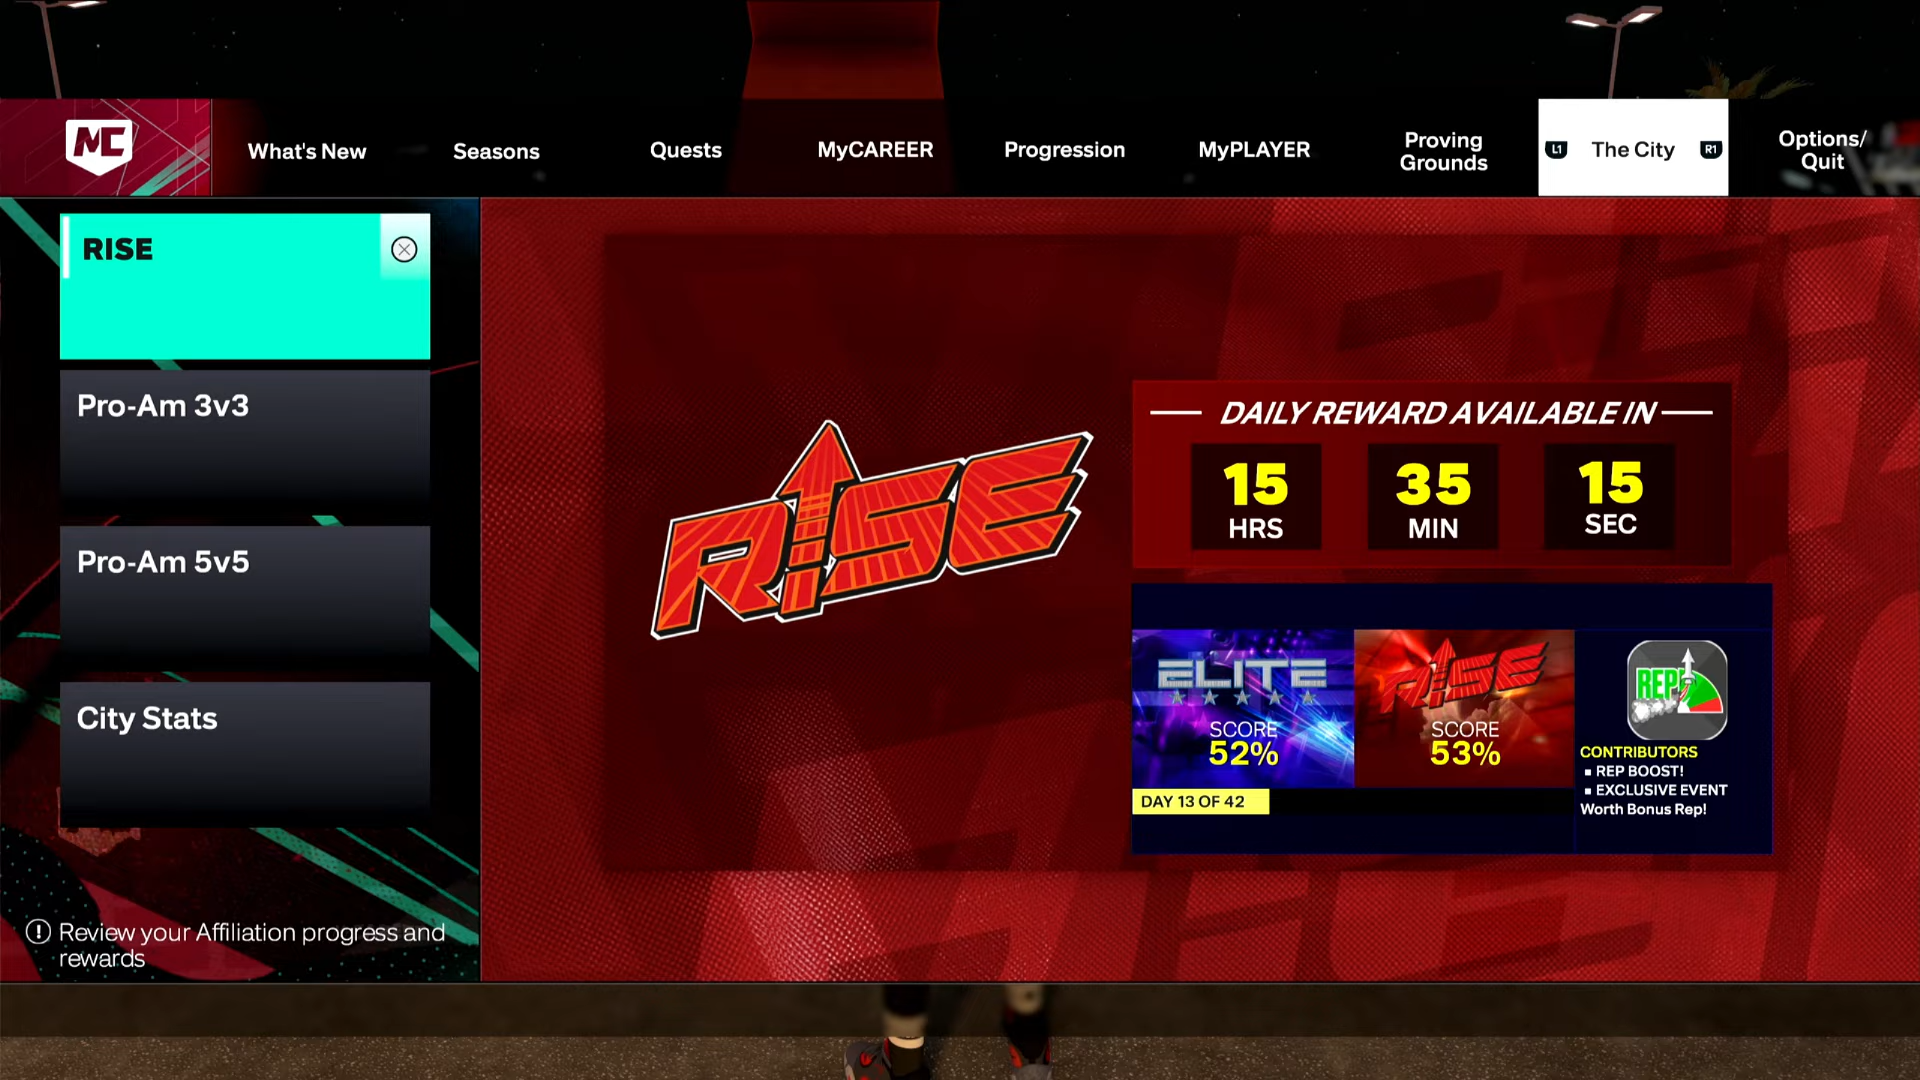 MC
What's New
Seasons
Quests
MyCAREER
Progression
MyPLAYER
Proving
Grounds
L1 The City R1
Options/
Quit
RISE
Pro-Am 3v3
Pro-Am 5v5
City Stats
! Review your Affiliation progress and
rewards
RISE
DAILY REWARD AVAILABLE IN
15 35 15
HRS MIN SEC
ELITE
SCORE
52%
RISE
SCORE
53%
DAY 13 OF 42
REP
CONTRIBUTORS
▪ REP BOOST!
▪ EXCLUSIVE EVENT
Worth Bonus Rep!